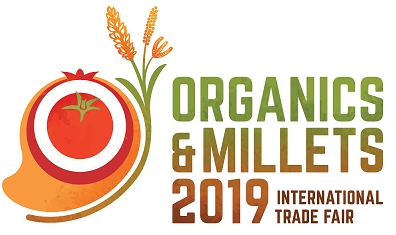 ORGANICS
& MILLETS
2019 INTERNATIONAL
TRADE FAIR